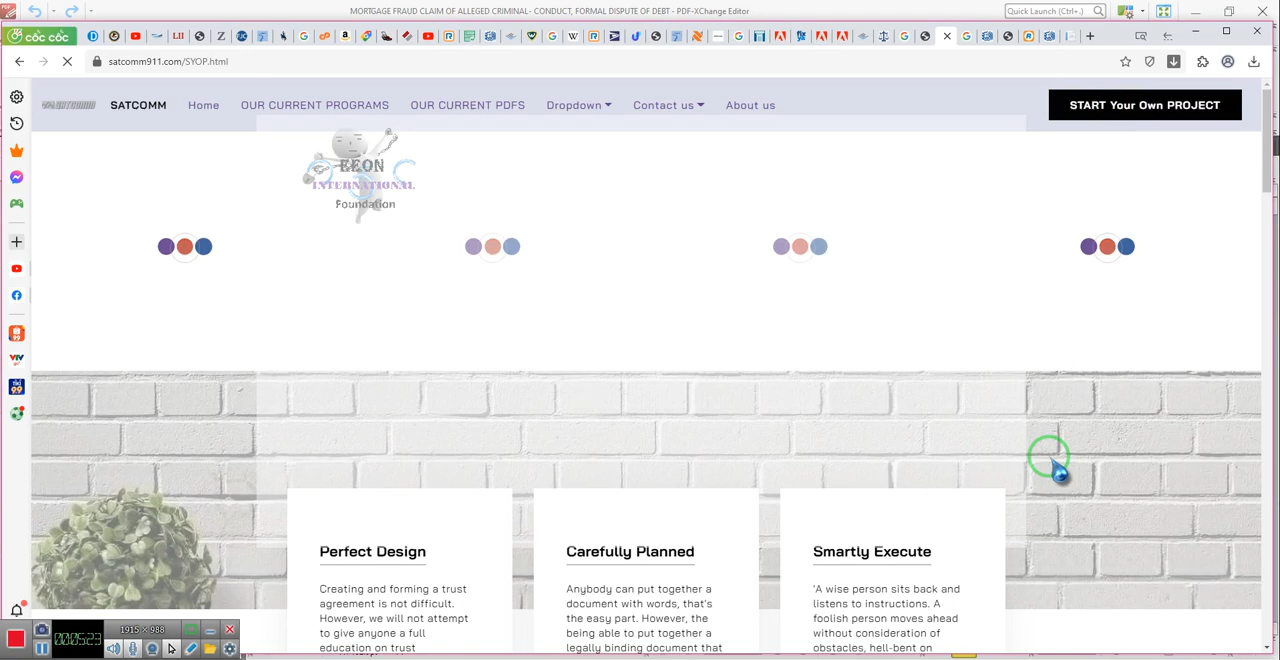 MORTGAGE FRAUD CLAIM OF ALLEGED CRIMINAL- CONDUCT, FORMAL DISPUTE OF DEBT - PDF-XChange Editor
Quick Launch (Ctrl+.)
cốc cốc
satcomm911.com/SYOP.html
SATCOMM
Home
OUR CURRENT PROGRAMS
OUR CURRENT PDFS
Dropdown
Contact us
About us
START Your Own PROJECT
EEON
INTERNATIONAL
Foundation
Perfect Design
Creating and forming a trust
agreement is not difficult.
However, we will not attempt
to give anyone a full
education on trust
Carefully Planned
Anybody can put together a
document with words, that's
the easy part. However, the
being able to put together a
legally binding document that
Smartly Execute
'A wise person sits back and
listens to instructions. A
foolish person moves ahead
without consideration of
obstacles, hell-bent on
1915 x 988
00:05:23